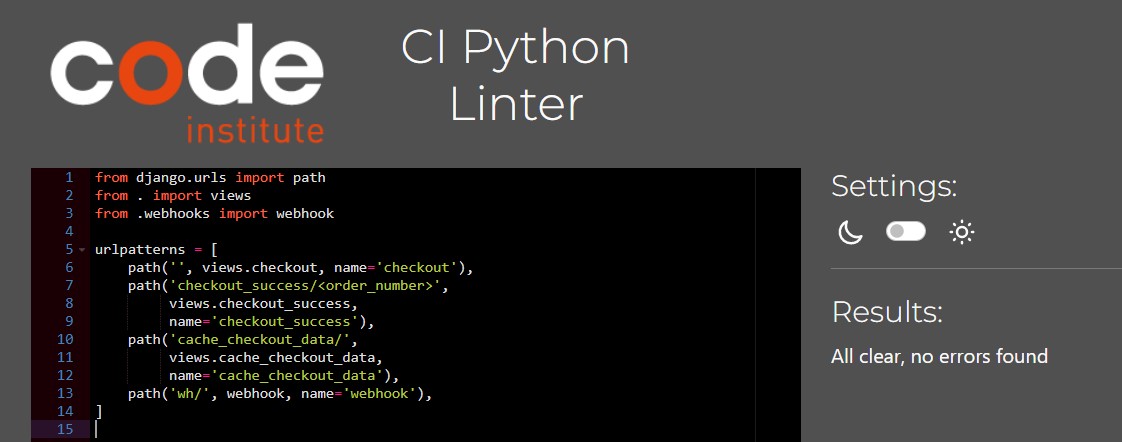 code
institute
CI Python
Linter
1 from django.urls import path
2 from . import views
3 from .webhooks import webhook
4
5 urlpatterns = [
6     path('', views.checkout, name='checkout'),
7     path('checkout_success/<order_number>',
8          views.checkout_success,
9          name='checkout_success'),
10     path('cache_checkout_data/',
11          views.cache_checkout_data,
12          name='cache_checkout_data'),
13     path('wh/', webhook, name='webhook'),
14 ]
15
Settings:
Results:
All clear, no errors found